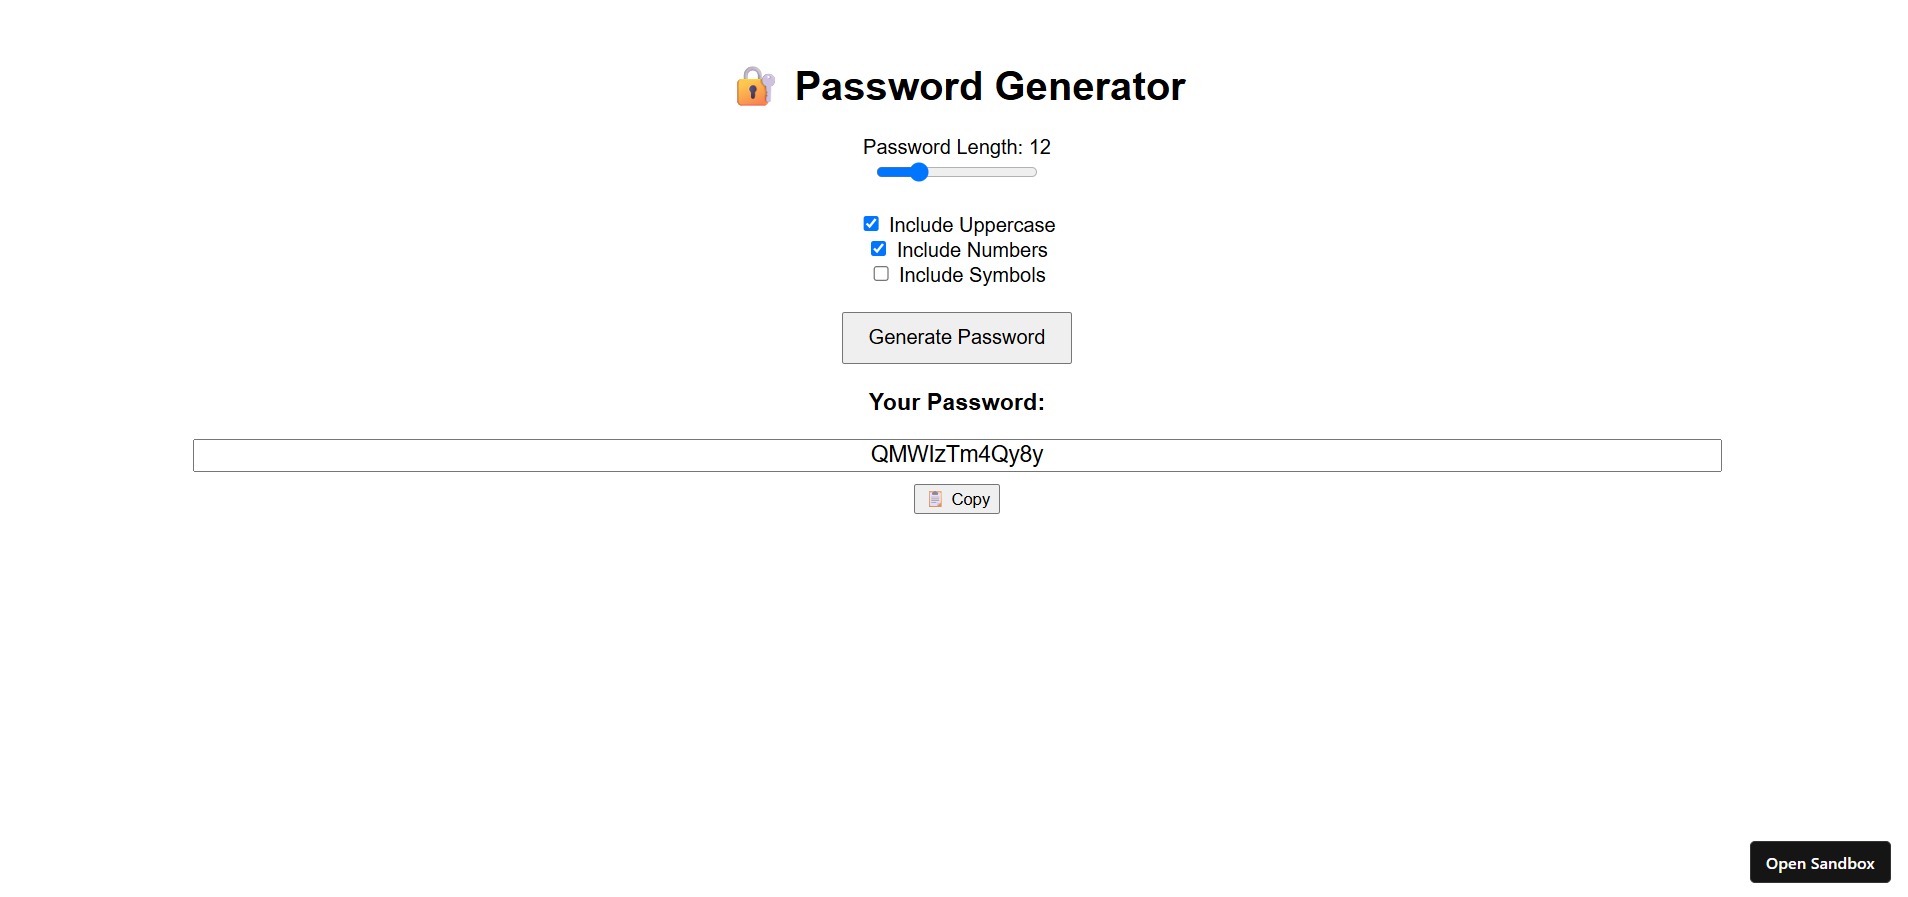 Password Generator
Password Length: 12
Include Uppercase
Include Numbers
Include Symbols
Generate Password
Your Password:
QMWIzTm4Qy8y
Copy
Open Sandbox